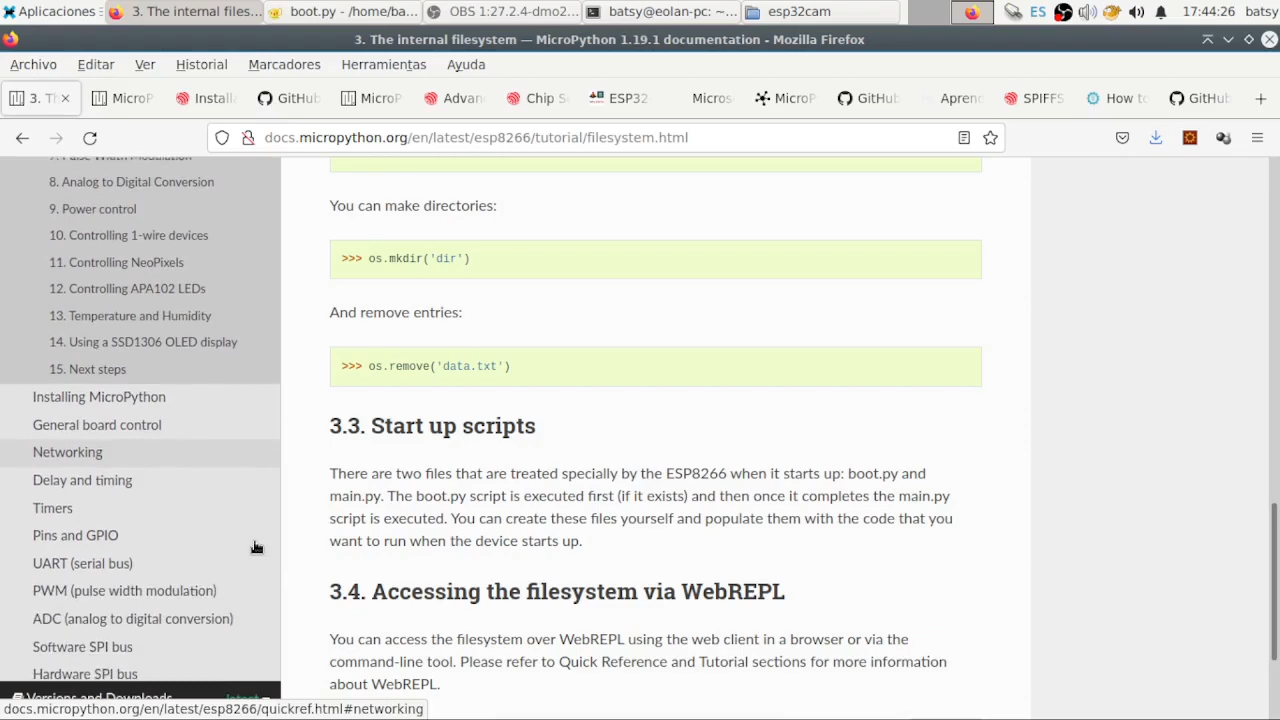 Aplicaciones
3. The internal files...
boot.py - /home/ba...
OBS 1:27.2.4-dmo2...
batsy@eolan-pc: ~...
esp32cam
ES
17:44:26
batsy
3. The internal filesystem — MicroPython 1.19.1 documentation - Mozilla Firefox
Archivo
Editar
Ver
Historial
Marcadores
Herramientas
Ayuda
3. Th
MicroP
Installa
GitHub
MicroP
Advan
Chip S
ESP32
Micros
MicroP
GitHub
Aprend
SPIFFS
How to
GitHub
docs.micropython.org/en/latest/esp8266/tutorial/filesystem.html
7. Pulse Width Modulation
8. Analog to Digital Conversion
9. Power control
10. Controlling 1-wire devices
11. Controlling NeoPixels
12. Controlling APA102 LEDs
13. Temperature and Humidity
14. Using a SSD1306 OLED display
15. Next steps
Installing MicroPython
General board control
Networking
Delay and timing
Timers
Pins and GPIO
UART (serial bus)
PWM (pulse width modulation)
ADC (analog to digital conversion)
Software SPI bus
Hardware SPI bus
Versions and Downloads
latest
You can make directories:
>>> os.mkdir('dir')
And remove entries:
>>> os.remove('data.txt')
3.3. Start up scripts
There are two files that are treated specially by the ESP8266 when it starts up: boot.py and
main.py. The boot.py script is executed first (if it exists) and then once it completes the main.py
script is executed. You can create these files yourself and populate them with the code that you
want to run when the device starts up.
3.4. Accessing the filesystem via WebREPL
You can access the filesystem over WebREPL using the web client in a browser or via the
command-line tool. Please refer to Quick Reference and Tutorial sections for more information
about WebREPL.
docs.micropython.org/en/latest/esp8266/quickref.html#networking